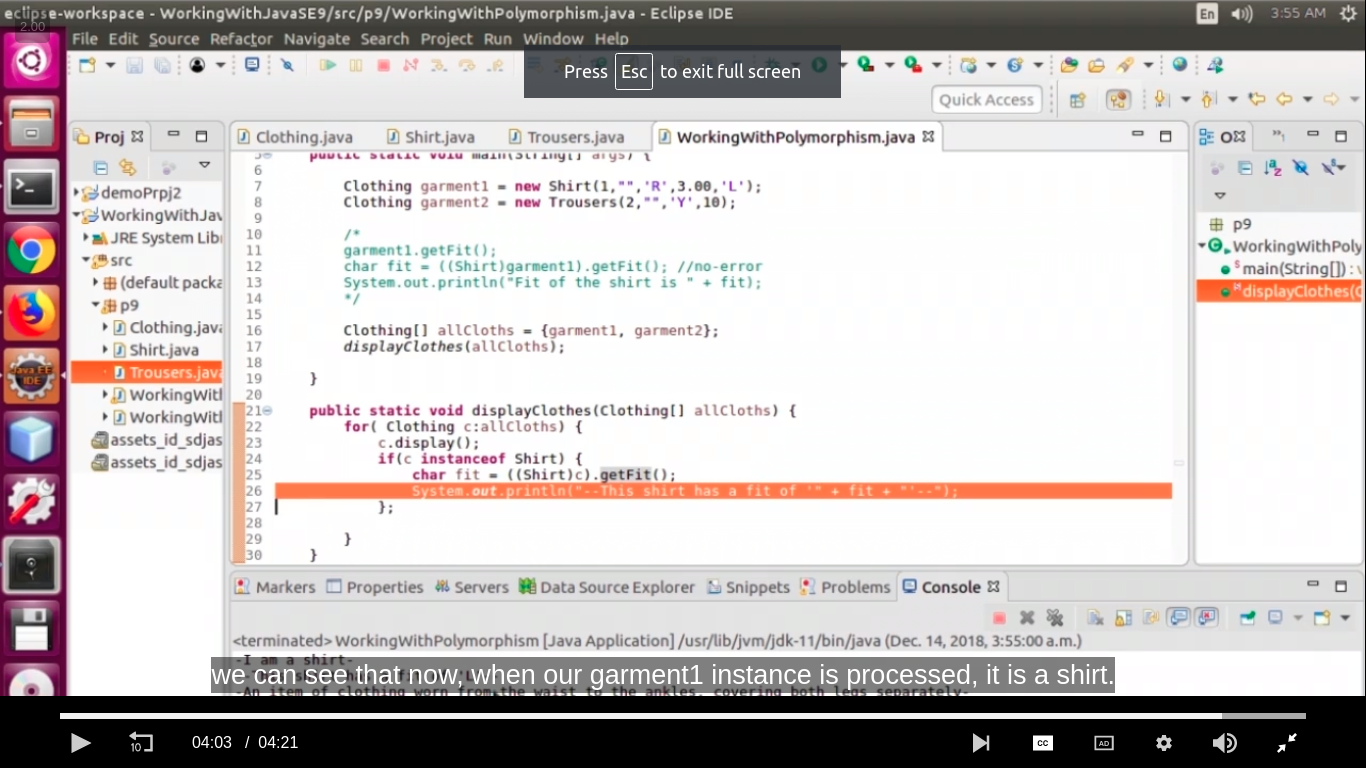 eclipse-workspace - WorkingWithJavaSE9/src/p9/WorkingWithPolymorphism.java - Eclipse IDE
En
3:55 AM
2.00
File Edit Source Refactor Navigate Search Project Run Window Help
Press Esc to exit full screen
Quick Access
Proj
Clothing.java
Shirt.java
Trousers.java
WorkingWithPolymorphism.java
demoPrpj2
WorkingWithJav
JRE System Libr
src
(default packa
p9
Clothing.java
Shirt.java
Trousers.java
WorkingWitl
WorkingWitl
assets_id_sdjas
assets_id_sdjas
5 public static void main(String[] args) {
6
7 Clothing garment1 = new Shirt(1,"",'R',3.00,'L');
8 Clothing garment2 = new Trousers(2,"",'Y',10);
9
10 /*
11 garment1.getFit();
12 char fit = ((Shirt)garment1).getFit(); //no-error
13 System.out.println("Fit of the shirt is " + fit);
14 */
15
16 Clothing[] allCloths = {garment1, garment2};
17 displayClothes(allCloths);
18
19 }
20
21 public static void displayClothes(Clothing[] allCloths) {
22 for( Clothing c:allCloths) {
23 c.display();
24 if(c instanceof Shirt) {
25 char fit = ((Shirt)c).getFit();
26 System.out.println("--This shirt has a fit of '" + fit + "'--");
27 };
28
29 }
30 }
p9
WorkingWithPoly
main(String[]) :
displayClothes(C
Markers Properties Servers Data Source Explorer Snippets Problems Console
<terminated> WorkingWithPolymorphism [Java Application] /usr/lib/jvm/jdk-11/bin/java (Dec. 14, 2018, 3:55:00 a.m.)
-I am a shirt-
-An item of clothing worn from the waist to the ankles, covering both legs separately-
we can see that now, when our garment1 instance is processed, it is a shirt.
10
04:03 / 04:21
CC
AD
Java EE
IDE